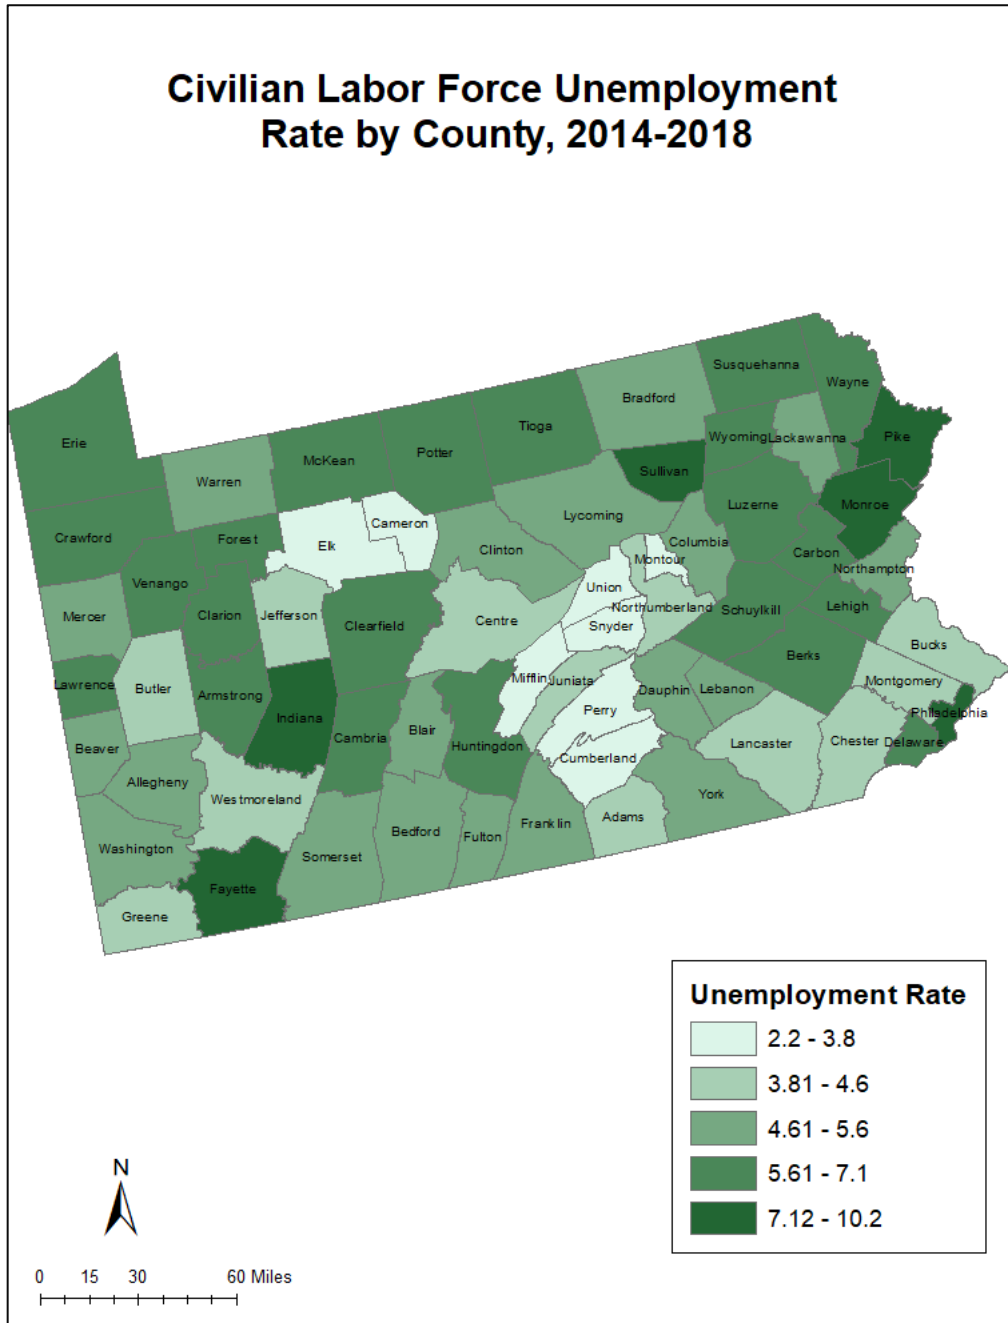 Civilian Labor Force Unemployment
Rate by County, 2014-2018
Susquehanna
Wayne
Bradford
Erie
Tioga
Wyoming
Lackawanna
Pike
Potter
McKean
Sullivan
Warren
Monroe
Luzerne
Lycoming
Cameron
Forest
Crawford
Elk
Columbia
Clinton
Carbon
Montour
Northampton
Venango
Union
Lehigh
Northumberland
Schuylkill
Clarion
Jefferson
Mercer
Centre
Clearfield
Snyder
Bucks
Berks
Mifflin
Juniata
Montgomery
Lawrence
Butler
Armstrong
Dauphin
Lebanon
Perry
Philadelphia
Indiana
Blair
Cambria
Huntingdon
Lancaster
Chester
Delaware
Beaver
Cumberland
Allegheny
York
Westmoreland
Adams
Franklin
Bedford
Fulton
Washington
Somerset
Fayette
Greene
Unemployment Rate
2.2 - 3.8
3.81 - 4.6
4.61 - 5.6
5.61 - 7.1
7.12 - 10.2
N
0 15 30 60 Miles